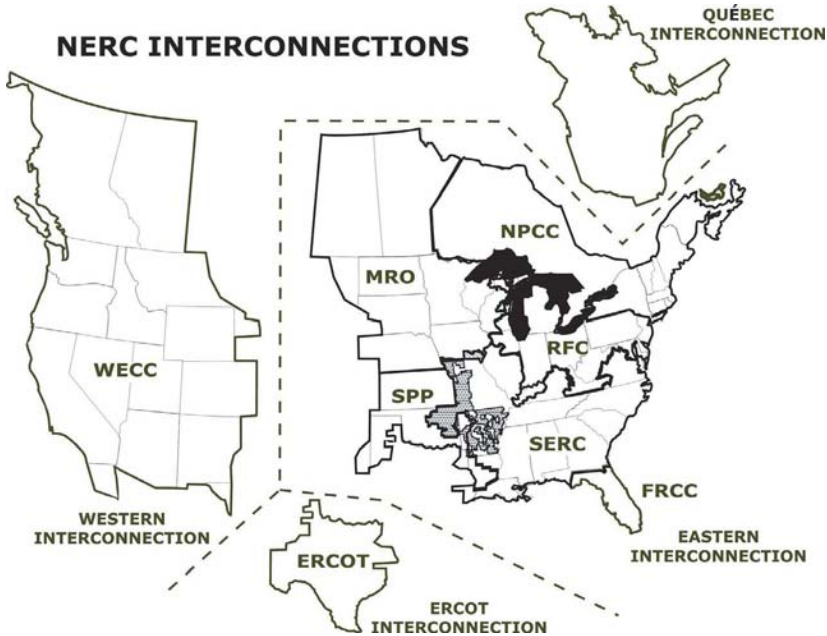 NERC INTERCONNECTIONS
QUÉBEC
INTERCONNECTION
NPCC
MRO
RFC
WECC
SPP
SERC
FRCC
WESTERN
INTERCONNECTION
EASTERN
INTERCONNECTION
ERCOT
ERCOT
INTERCONNECTION